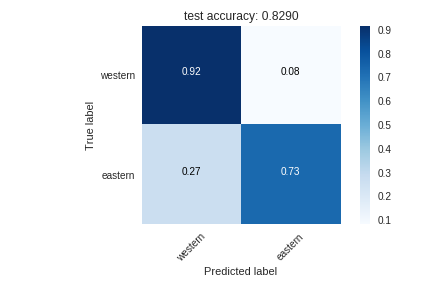 test accuracy: 0.8290
True label
western
0.92
0.08
eastern
0.27
0.73
western
eastern
Predicted label
0.9
0.8
0.7
0.6
0.5
0.4
0.3
0.2
0.1